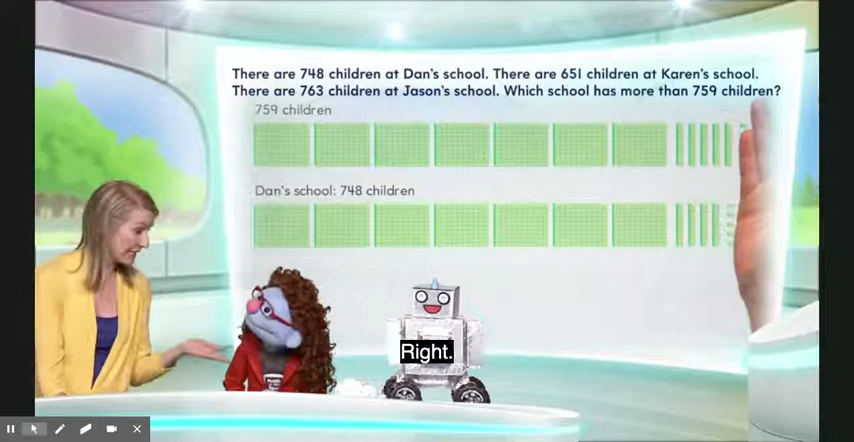 There are 748 children at Dan's school. There are 651 children at Karen's school.
There are 763 children at Jason's school. Which school has more than 759 children?
759 children
Dan's school: 748 children
Right.